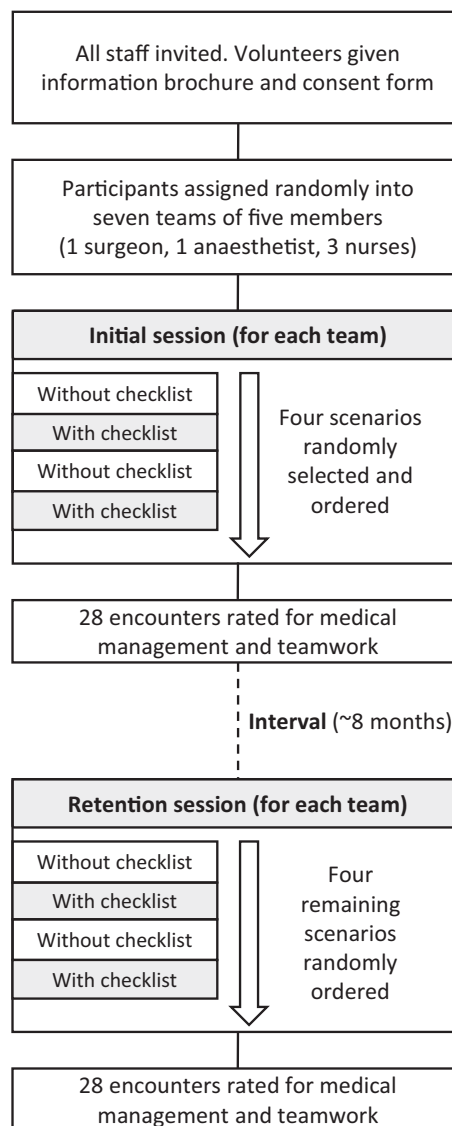 All staff invited. Volunteers given
information brochure and consent form
Participants assigned randomly into
seven teams of five members
(1 surgeon, 1 anaesthetist, 3 nurses)
Initial session (for each team)
Without checklist
With checklist
Without checklist
With checklist
Four scenarios
randomly
selected and
ordered
28 encounters rated for medical
management and teamwork
Interval (~8 months)
Retention session (for each team)
Without checklist
With checklist
Without checklist
With checklist
Four
remaining
scenarios
randomly
ordered
28 encounters rated for medical
management and teamwork